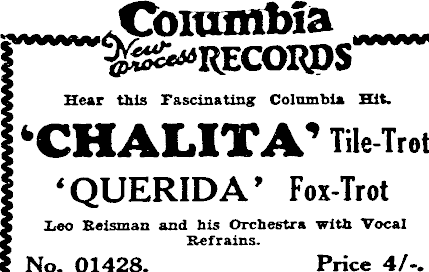 Columbia
New process RECORDS
Hear this Fascinating Columbia Hit.
‘CHALITA’ Tile-Trot
‘QUERIDA’ Fox-Trot
Leo Reisman and his Orchestra with Vocal
Refrains.
No. 01428. Price 4/-.